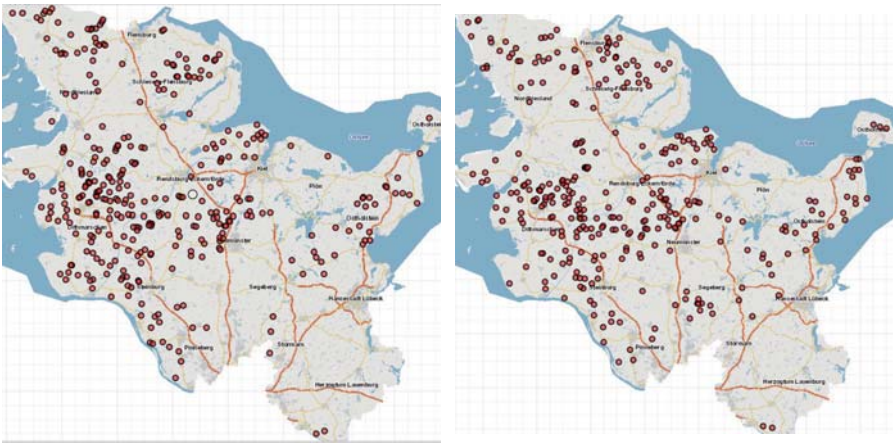 Flensburg
Schleswig-Flensburg
Nordfriesland
Ostsee
Ostholstein
Kiel
Rendsburg-Eckernförde
Plön
Ostholstein
Dithmarschen
Neumünster
Steinburg
Segeberg
Hansestadt Lübeck
Pinneberg
Stormarn
Herzogtum Lauenburg
Flensburg
Schleswig-Flensburg
Nordfriesland
Ostsee
Kiel
Rendsburg-Eckernförde
Plön
Ostholstein
Dithmarschen
Neumünster
Steinburg
Segeberg
Hansestadt Lübeck
Pinneberg
Stormarn
Herzogtum Lauenburg